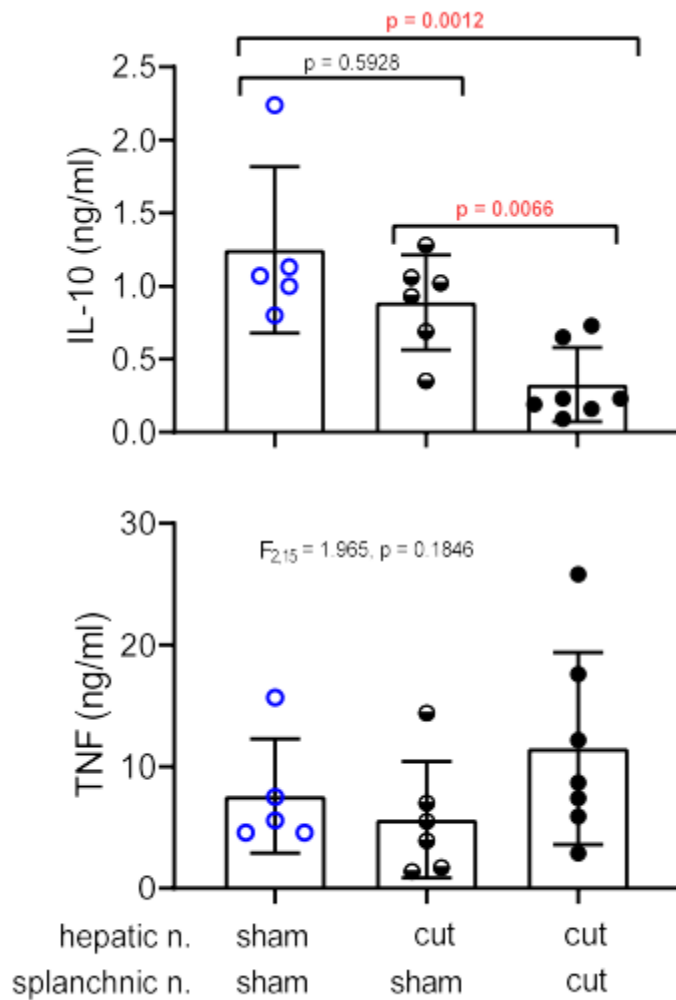 p = 0.0012
p = 0.5928
p = 0.0066
IL-10 (ng/ml)
2.5
2.0
1.5
1.0
0.5
0.0
F2,15 = 1.965, p = 0.1846
TNF (ng/ml)
30
20
10
0
hepatic n. sham cut cut
splanchnic n. sham sham cut